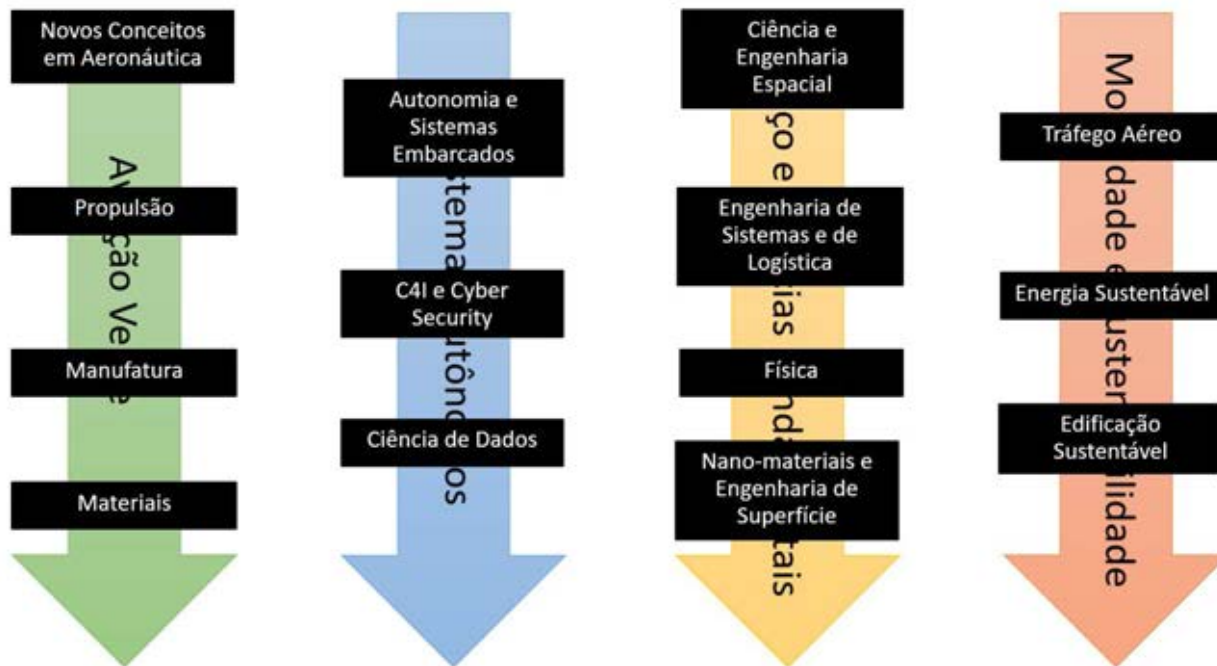 Novos Conceitos
em Aeronáutica
Propulsão
Manufatura
Materiais
Autonomia e
Sistemas
Embarcados
C4I e Cyber
Security
Ciência de Dados
Ciência e
Engenharia
Espacial
Engenharia de
Sistemas e de
Logística
Física
Nano-materiais e
Engenharia de
Superfície
Tráfego Aéreo
Energia Sustentável
Edificação
Sustentável